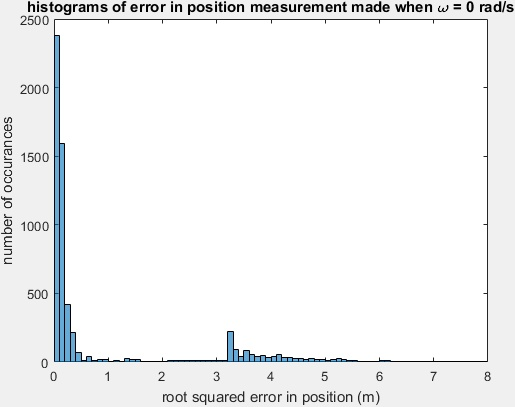 histograms of error in position measurement made when ω = 0 rad/s
2500
2000
1500
1000
500
0
number of occurances
0 1 2 3 4 5 6 7 8
root squared error in position (m)